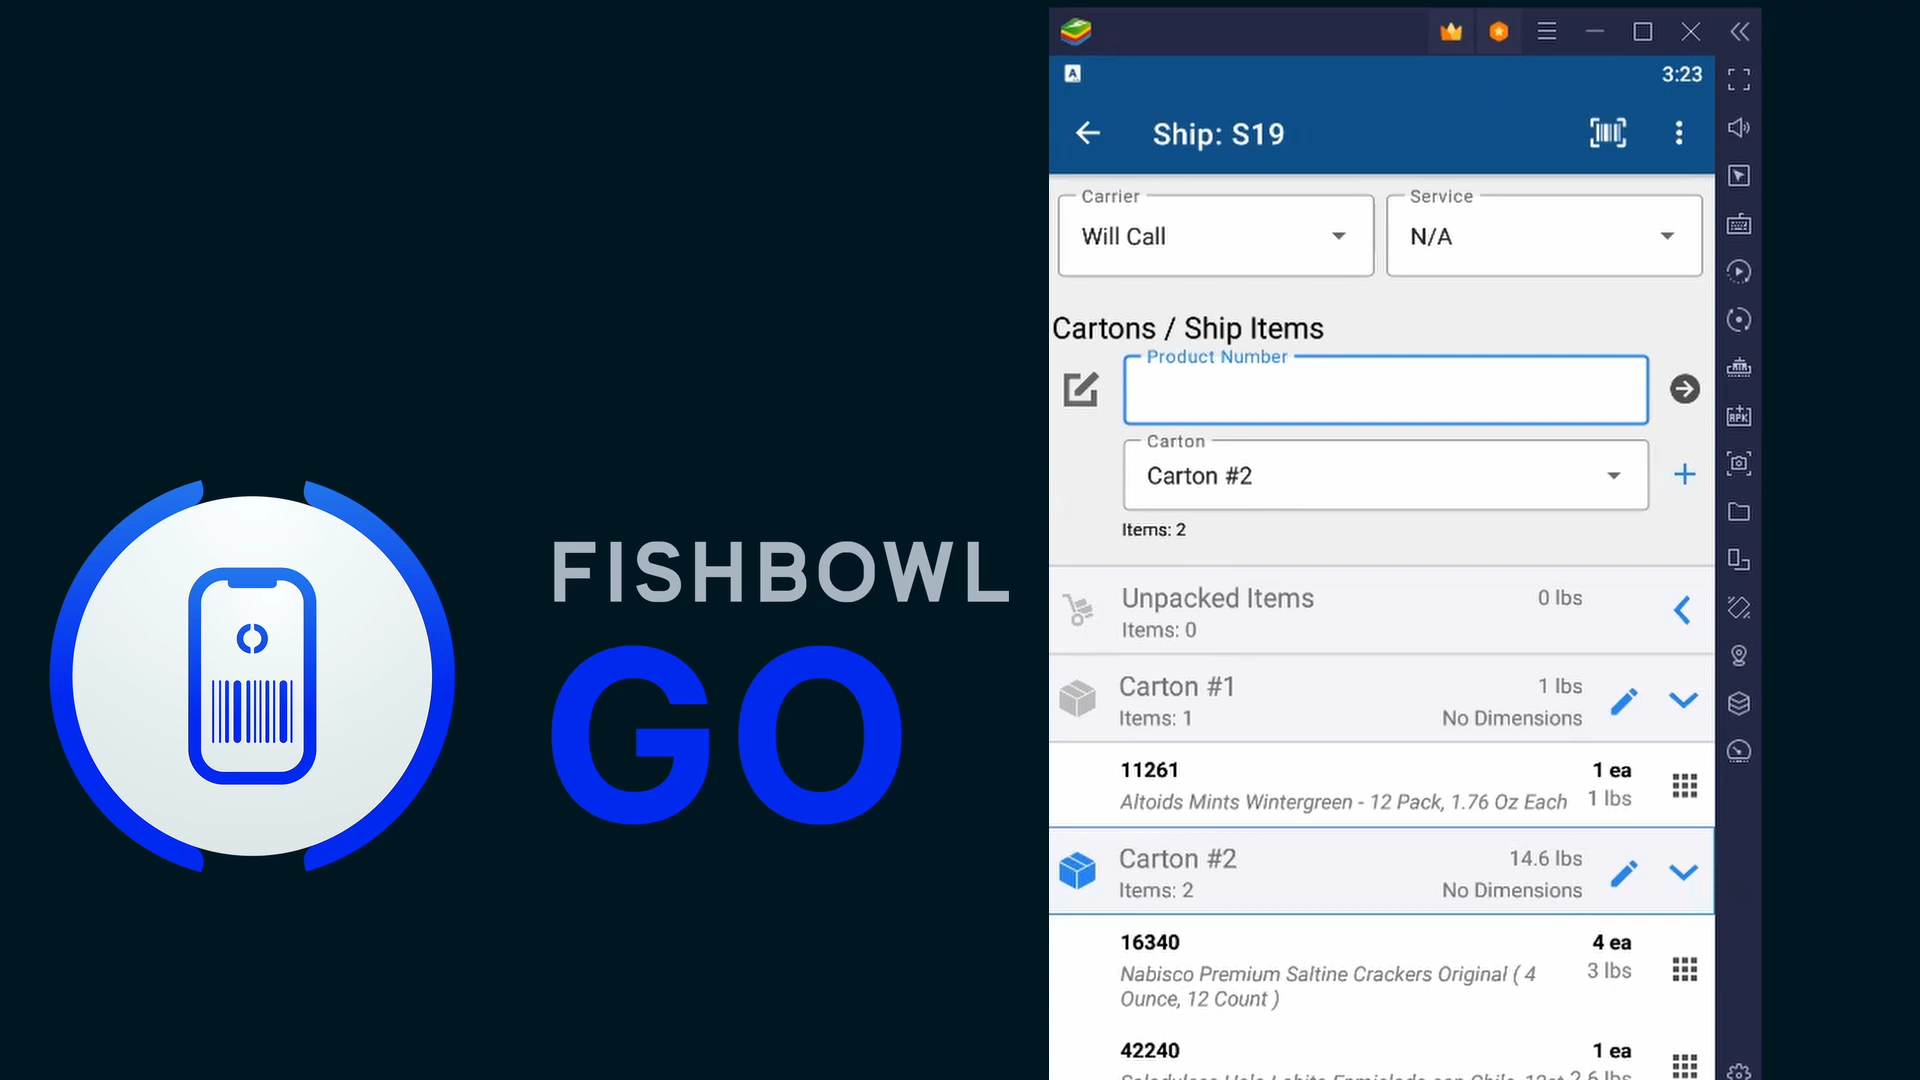 FISHBOWL
GO
A
3:23
Ship: S19
Carrier
Will Call
Service
N/A
Cartons / Ship Items
Product Number
Carton
Carton #2
Items: 2
Unpacked Items
0 lbs
Items: 0
Carton #1
1 lbs
Items: 1
No Dimensions
11261
1 ea
Altoids Mints Wintergreen - 12 Pack, 1.76 Oz Each
1 lbs
Carton #2
14.6 lbs
Items: 2
No Dimensions
16340
4 ea
Nabisco Premium Saltine Crackers Original ( 4
3 lbs
Ounce, 12 Count )
42240
1 ea